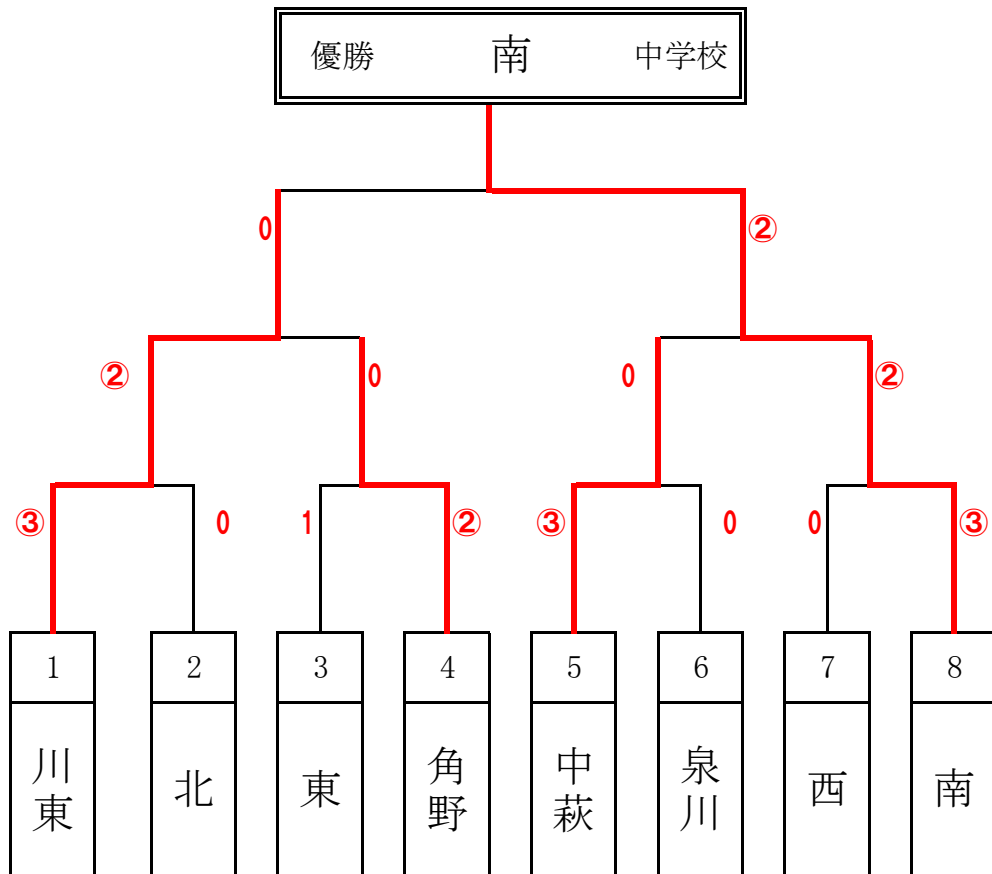 優勝 南 中学校
0 ②
② 0 0 ②
③ 0 1 ② ③ 0 0 ③
1 2 3 4 5 6 7 8
川東 北 東 角野 中萩 泉川 西 南